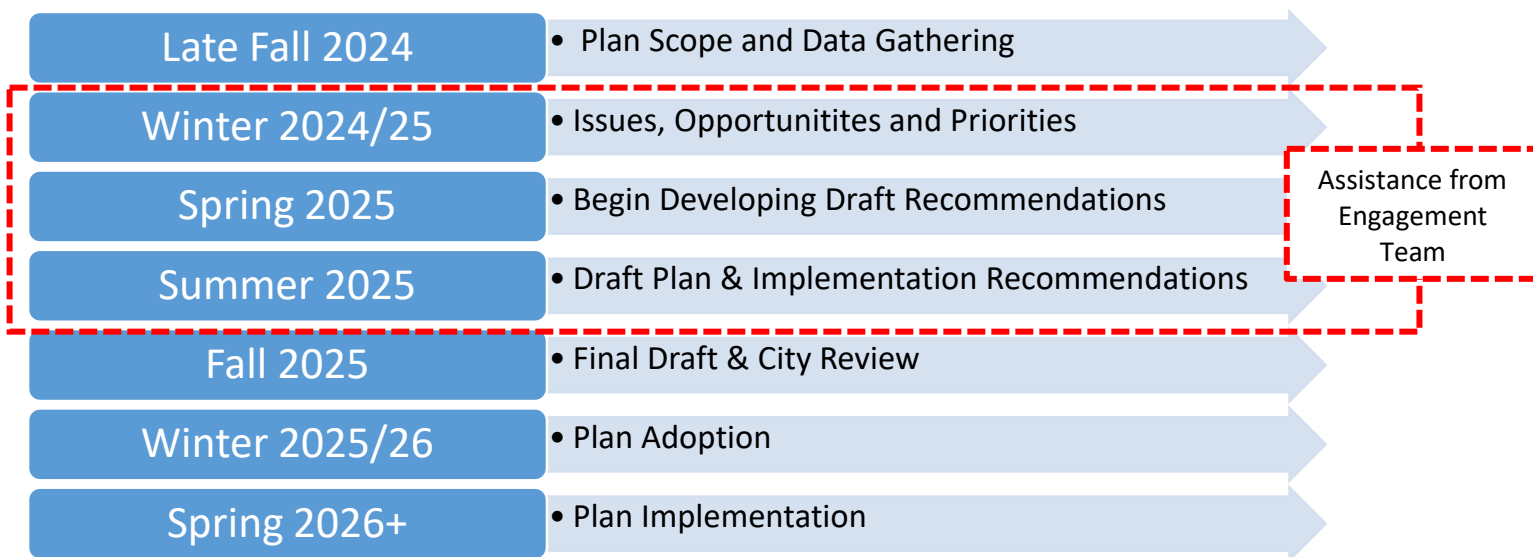 Late Fall 2024
• Plan Scope and Data Gathering
Winter 2024/25
• Issues, Opportunitites and Priorities
Spring 2025
• Begin Developing Draft Recommendations
Summer 2025
• Draft Plan & Implementation Recommendations
Assistance from
Engagement
Team
Fall 2025
• Final Draft & City Review
Winter 2025/26
• Plan Adoption
Spring 2026+
• Plan Implementation